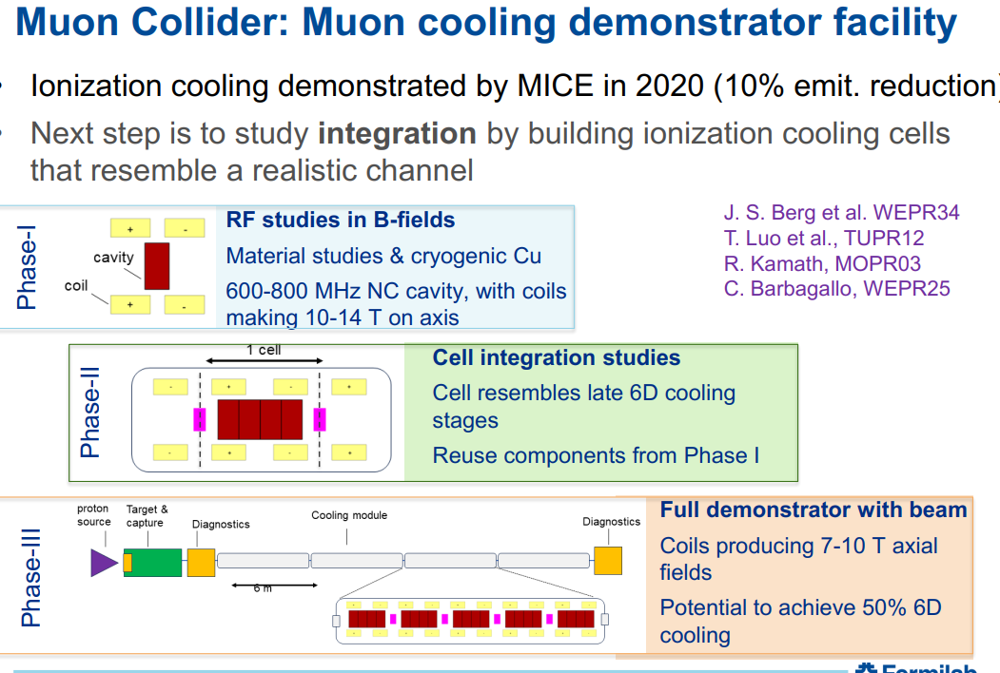 Muon Collider: Muon cooling demonstrator facility
• Ionization cooling demonstrated by MICE in 2020 (10% emit. reduction)
• Next step is to study integration by building ionization cooling cells
that resemble a realistic channel
Phase-I
cavity
coil
+ -
+ -
RF studies in B-fields
Material studies & cryogenic Cu
600-800 MHz NC cavity, with coils
making 10-14 T on axis
J. S. Berg et al. WEPR34
T. Luo et al., TUPR12
R. Kamath, MOPR03
C. Barbagallo, WEPR25
Phase-II
1 cell
- + - +
- + - +
Cell integration studies
Cell resembles late 6D cooling
stages
Reuse components from Phase I
Phase-III
proton
source
Target &
capture
Diagnostics
Cooling module
Diagnostics
6 m
Full demonstrator with beam
Coils producing 7-10 T axial
fields
Potential to achieve 50% 6D
cooling
Fermilab